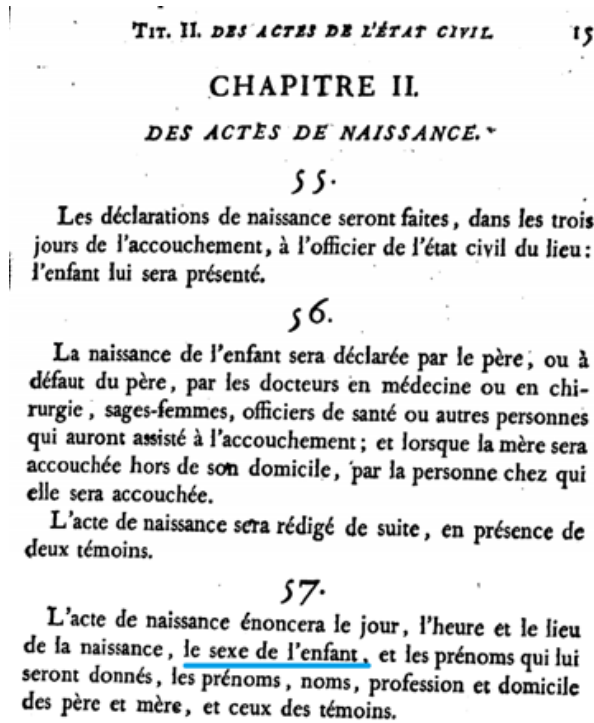 TIT. II. DES ACTES DE L'ÉTAT CIVIL. 15
CHAPITRE II.
DES ACTES DE NAISSANCE.
55.
Les déclarations de naissance seront faites, dans les trois
jours de l'accouchement, à l'officier de l'état civil du lieu:
l'enfant lui sera présenté.
56.
La naissance de l'enfant sera déclarée par le père, ou à
défaut du père, par les docteurs en médecine ou en chi-
rurgie, sages-femmes, officiers de santé ou autres personnes
qui auront assisté à l'accouchement; et lorsque la mère sera
accouchée hors de son domicile, par la personne chez qui
elle sera accouchée.
L'acte de naissance sera rédigé de suite, en présence de
deux témoins.
57.
L'acte de naissance énoncera le jour, l'heure et le lieu
de la naissance, le sexe de l'enfant, et les prénoms qui lui
seront donnés, les prénoms, noms, profession et domicile
des père et mère, et ceux des témoins.